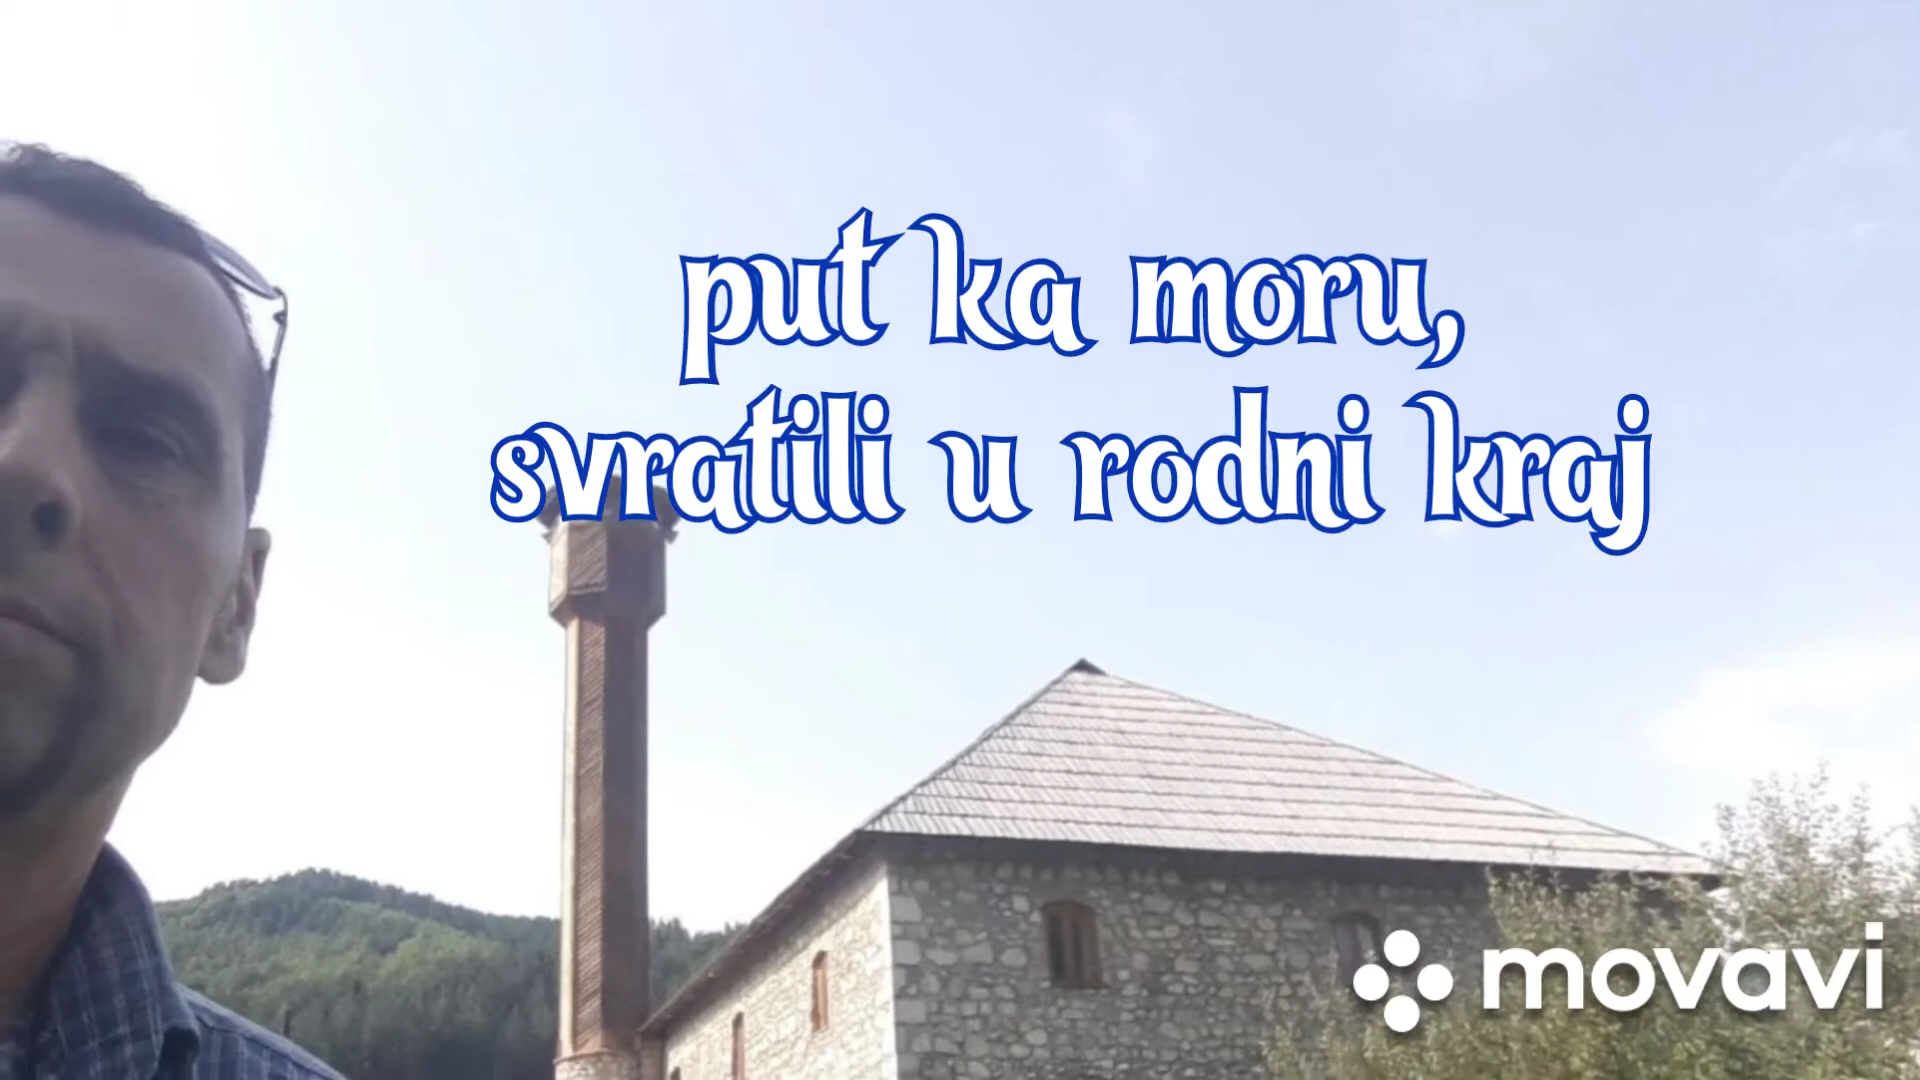 put ka moru,
svratili u rodni kraj
movavi